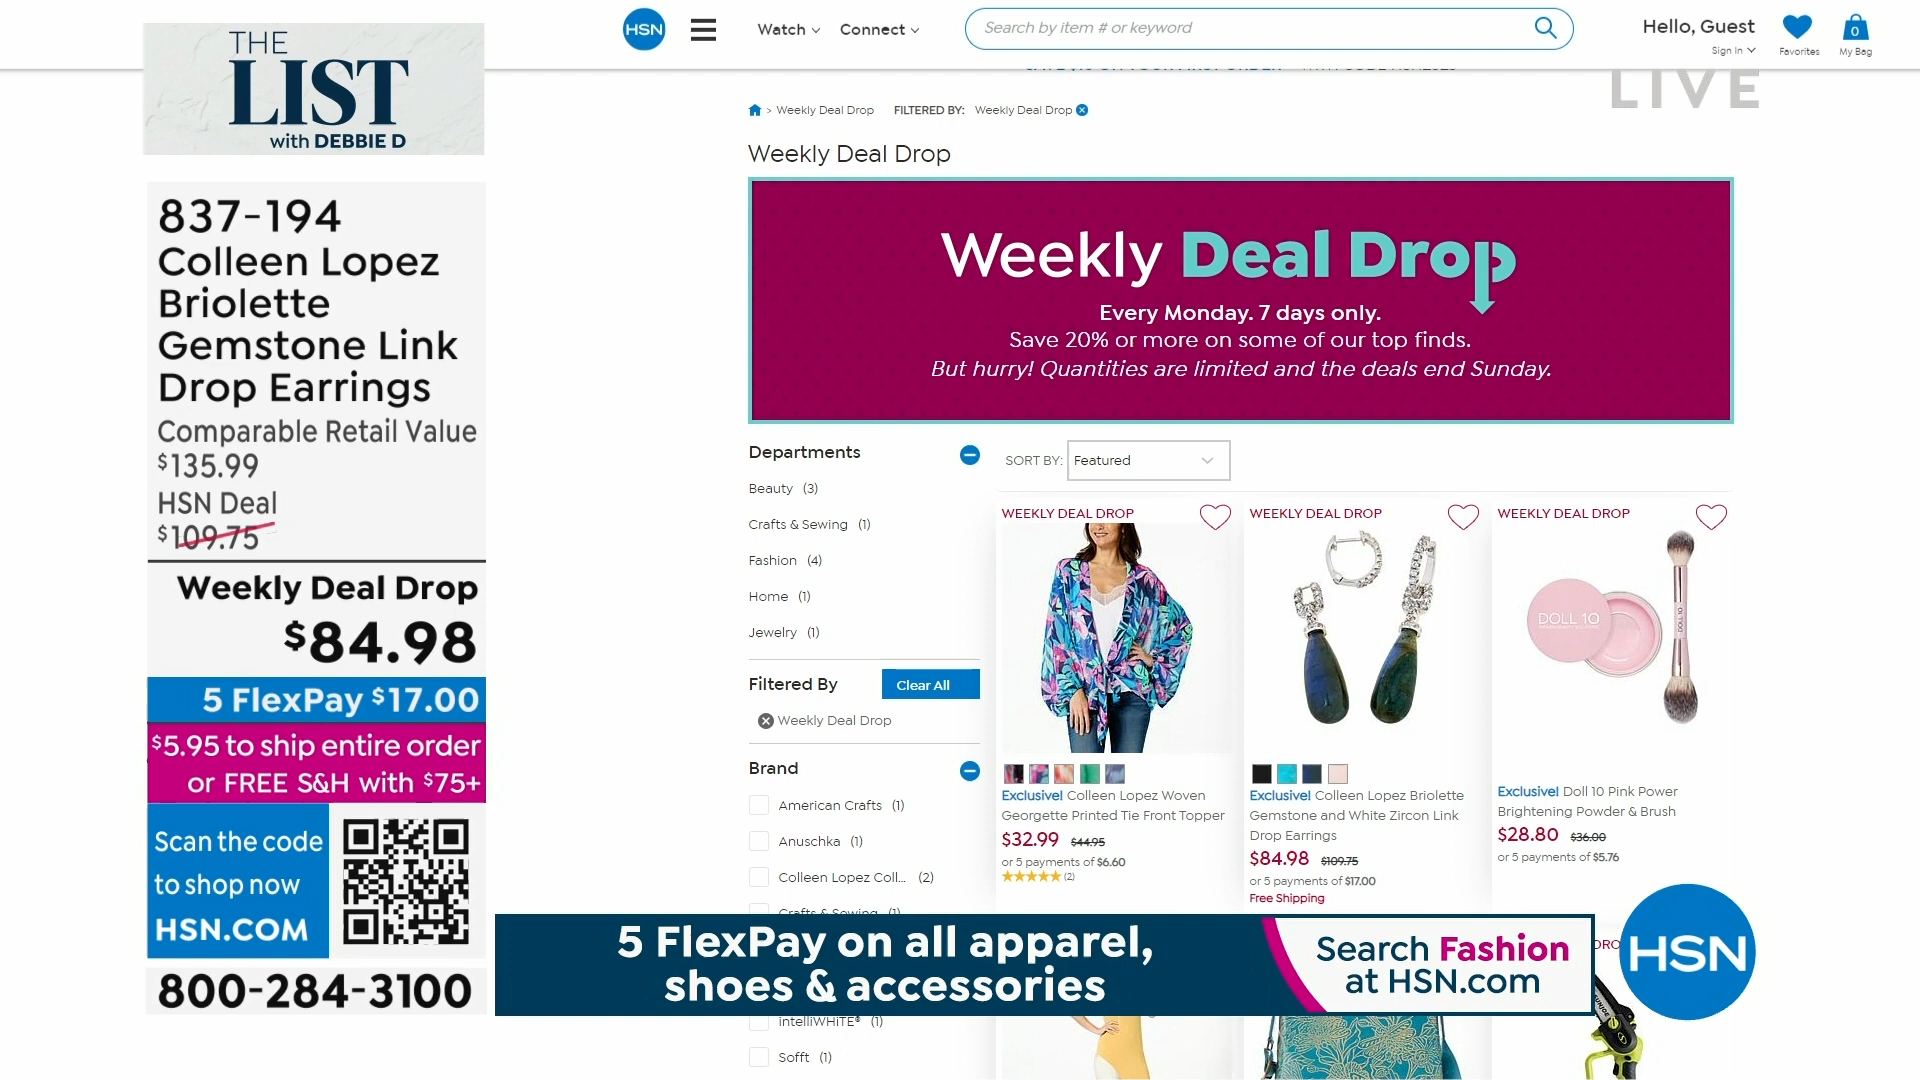 THE
LIST
with DEBBIE D
837-194
Colleen Lopez
Briolette
Gemstone Link
Drop Earrings
Comparable Retail Value
$135.99
HSN Deal
$109.75
Weekly Deal Drop
$84.98
5 FlexPay $17.00
$5.95 to ship entire order
or FREE S&H with $75+
Scan the code
to shop now
HSN.COM
800-284-3100
HSN
Watch
Connect
Search by item # or keyword
Hello, Guest
Sign In
Favorites
0
My Bag
LIVE
> Weekly Deal Drop FILTERED BY: Weekly Deal Drop
Weekly Deal Drop
Weekly Deal Drop
Every Monday. 7 days only.
Save 20% or more on some of our top finds.
But hurry! Quantities are limited and the deals end Sunday.
Departments
Beauty (3)
Crafts & Sewing (1)
Fashion (4)
Home (1)
Jewelry (1)
Filtered By
Clear All
Weekly Deal Drop
Brand
American Crafts (1)
Anuschka (1)
Colleen Lopez Coll... (2)
Crafts & Sewing (1)
intelliWHiTE® (1)
Sofft (1)
SORT BY: Featured
WEEKLY DEAL DROP
Exclusive! Colleen Lopez Woven
Georgette Printed Tie Front Topper
$32.99 $44.95
or 5 payments of $6.60
(2)
WEEKLY DEAL DROP
Exclusive! Colleen Lopez Briolette
Gemstone and White Zircon Link
Drop Earrings
$84.98 $109.75
or 5 payments of $17.00
Free Shipping
WEEKLY DEAL DROP
DOLL 10
DOLL 10
Exclusive! Doll 10 Pink Power
Brightening Powder & Brush
$28.80 $36.00
or 5 payments of $5.76
5 FlexPay on all apparel,
shoes & accessories
Search Fashion
at HSN.com
HSN